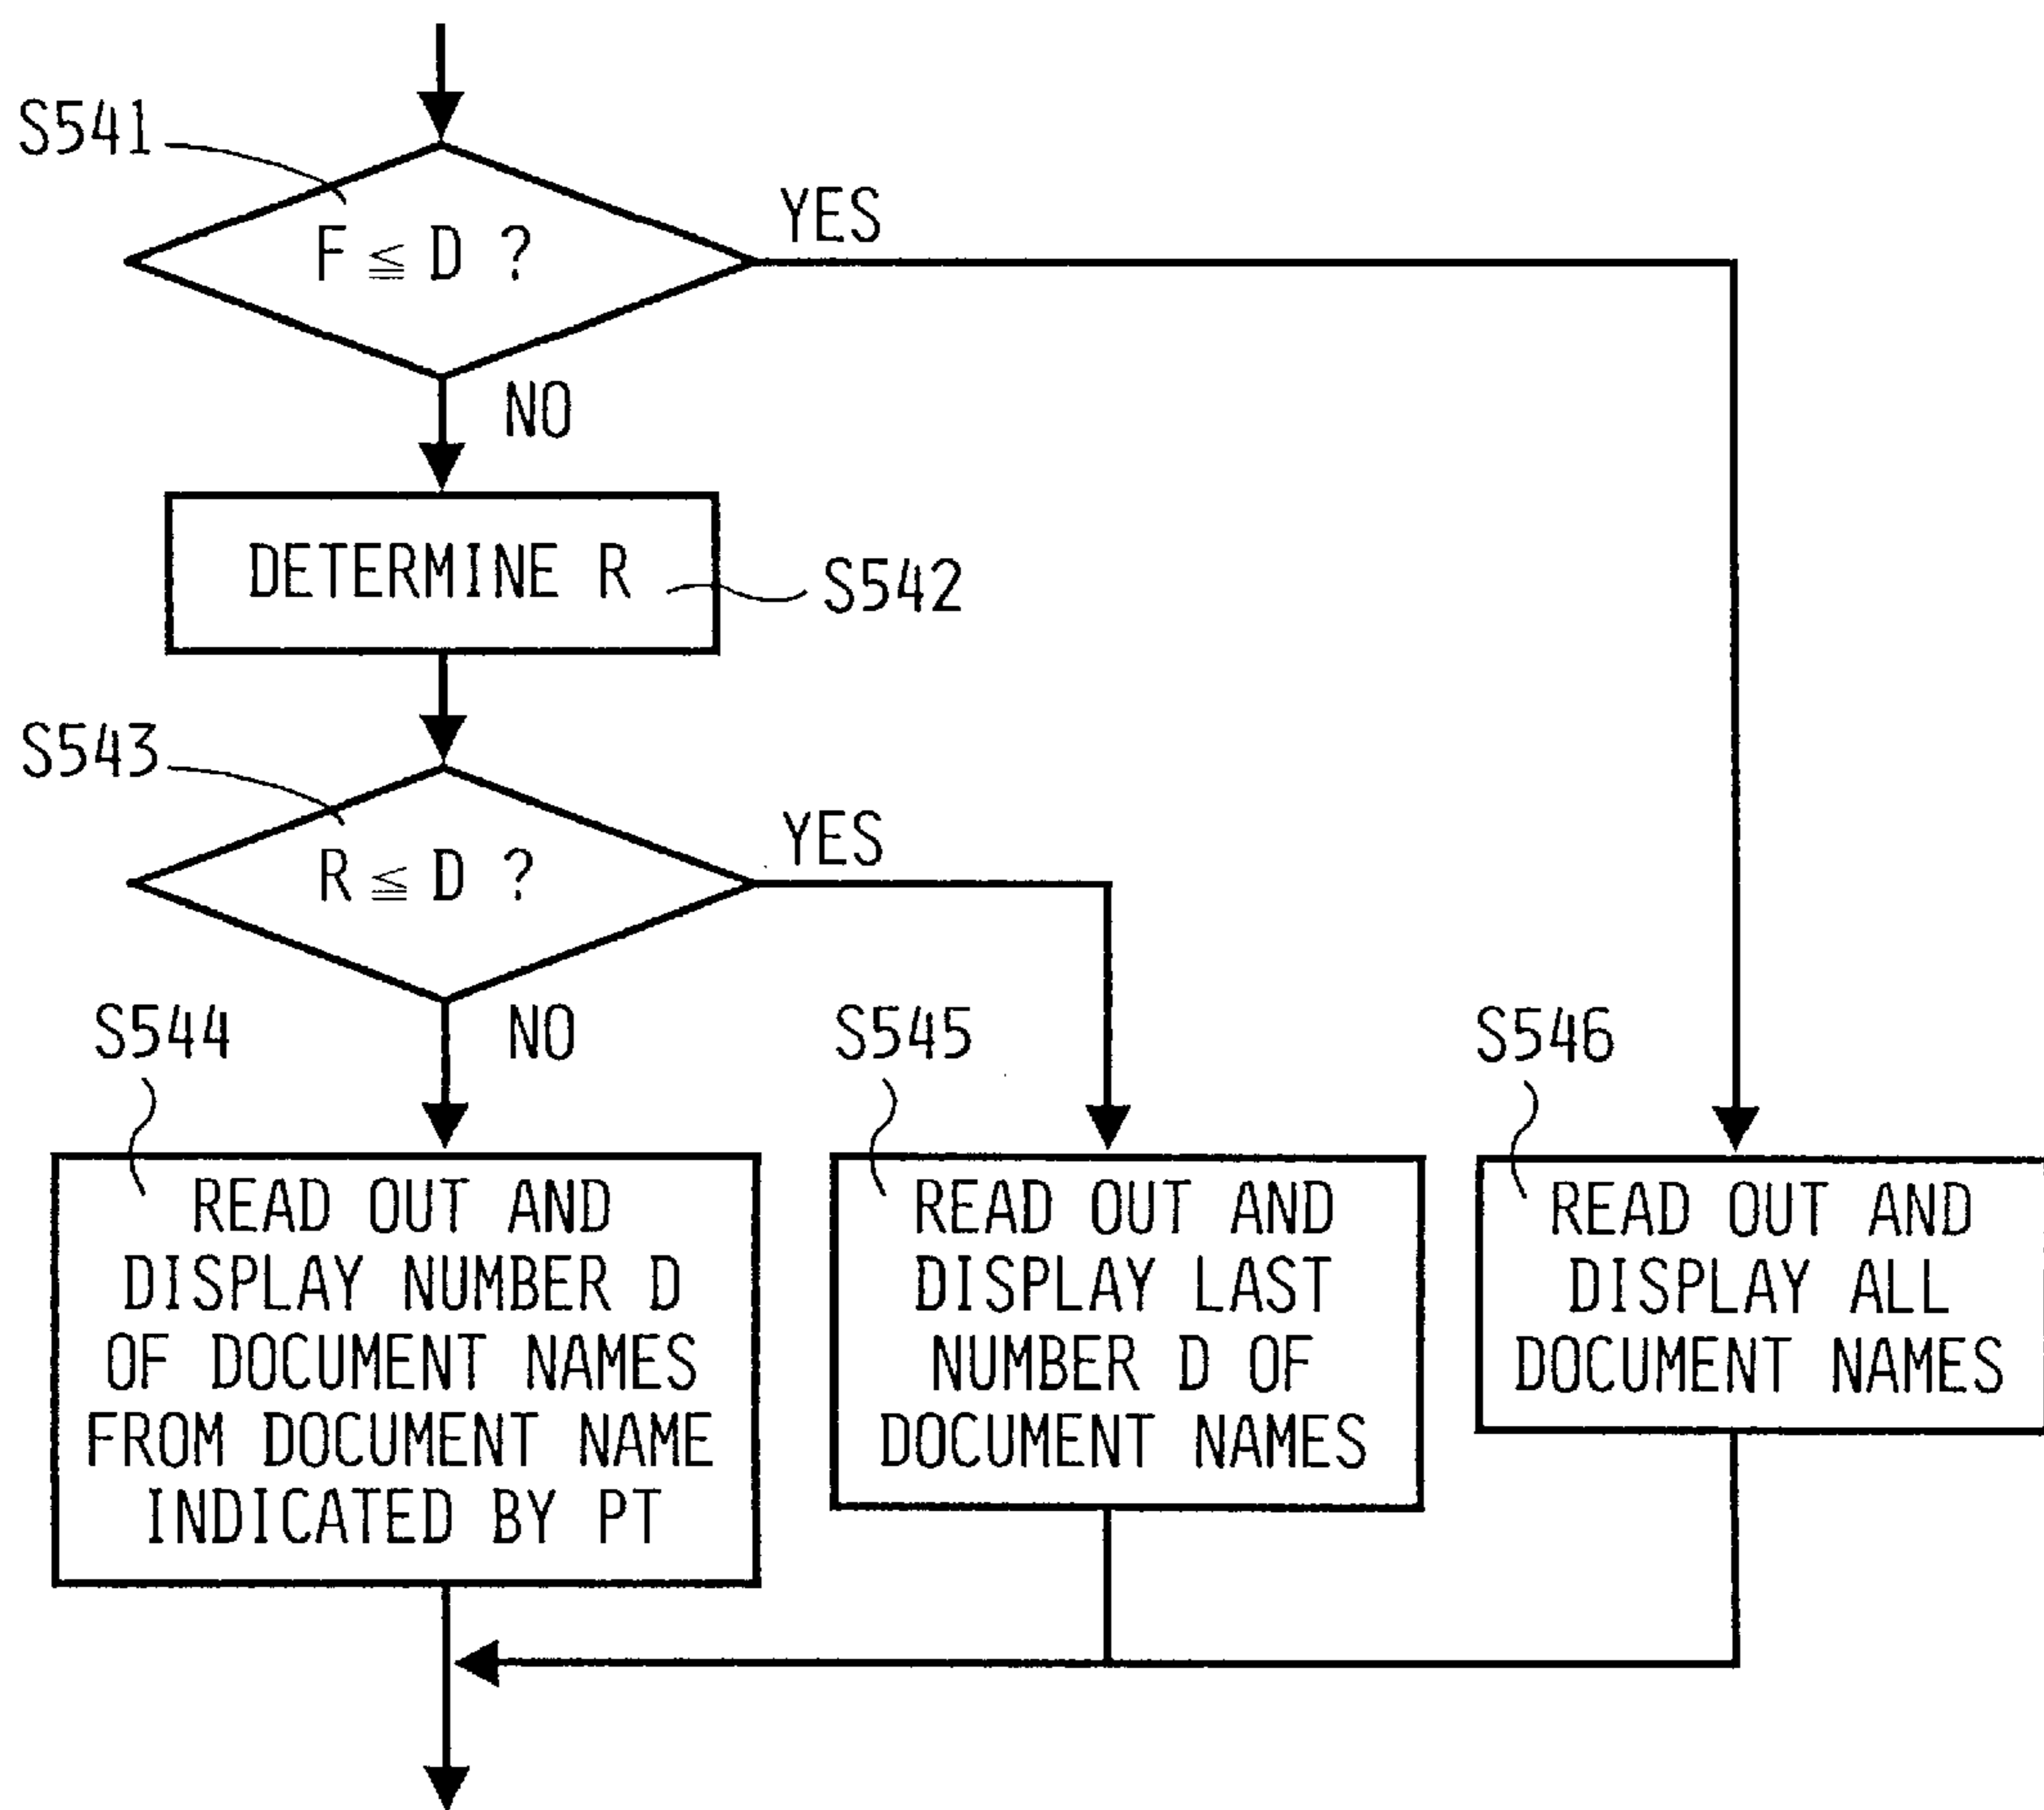 S541
F ≦ D ?
YES
NO
DETERMINE R
S542
S543
R ≦ D ?
YES
NO
S544
READ OUT AND
DISPLAY NUMBER D
OF DOCUMENT NAMES
FROM DOCUMENT NAME
INDICATED BY PT
S545
READ OUT AND
DISPLAY LAST
NUMBER D OF
DOCUMENT NAMES
S546
READ OUT AND
DISPLAY ALL
DOCUMENT NAMES